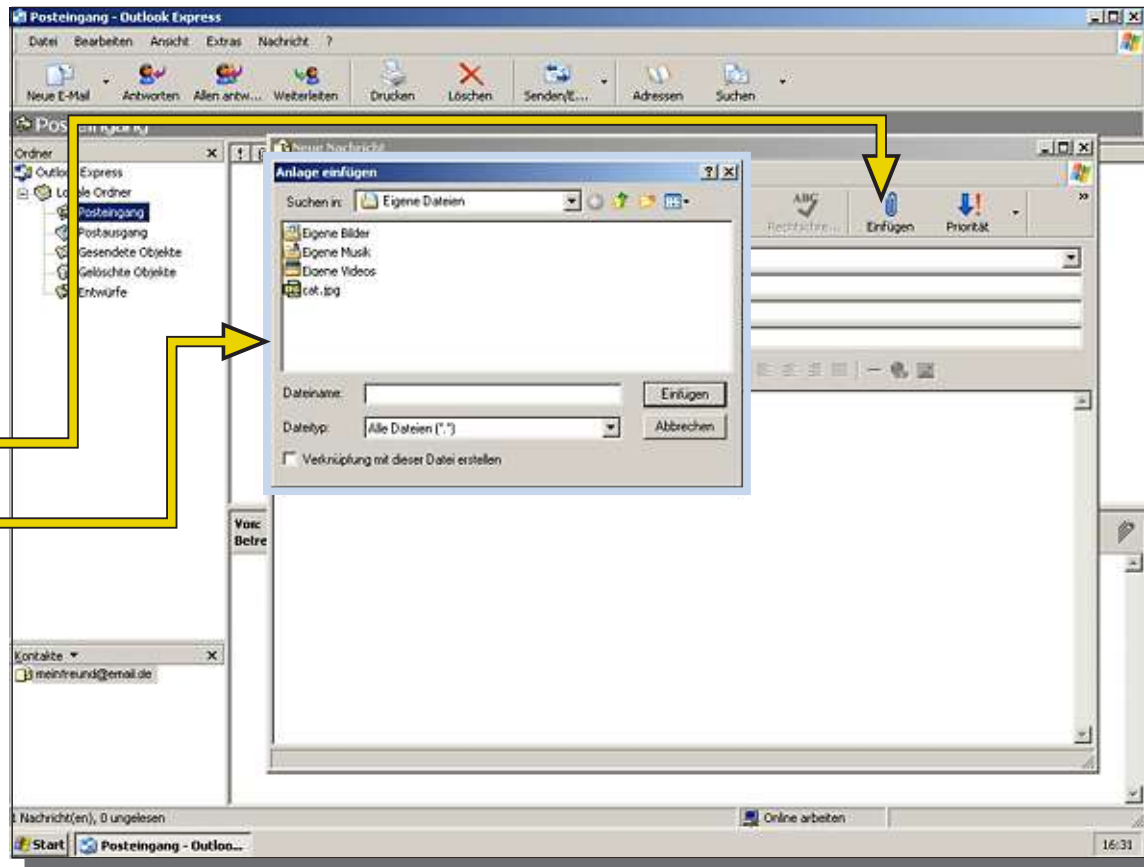 Posteingang - Outlook Express
Datei Bearbeiten Ansicht Extras Nachricht ?
Neue E-Mail Antworten Allen antw... Weiterleiten Drucken Löschen Senden/E... Adressen Suchen
Posteingang
Ordner
Outlook Express
Lokale Ordner
Posteingang
Postausgang
Gesendete Objekte
Gelöschte Objekte
Entwürfe
Neue Nachricht
Anlage einfügen
Suchen in: Eigene Dateien
Eigene Bilder
Eigene Musik
Eigene Videos
cat.jpg
Dateiname:
Einfügen
Dateityp: Alle Dateien (*.*)
Abbrechen
Verknüpfung mit dieser Datei erstellen
ABC
Rechtschre... Einfügen Priorität
Von:
Betre
Kontakte
meinfreund@email.de
1 Nachricht(en), 0 ungelesen
Online arbeiten
Start Posteingang - Outloo... 16:31